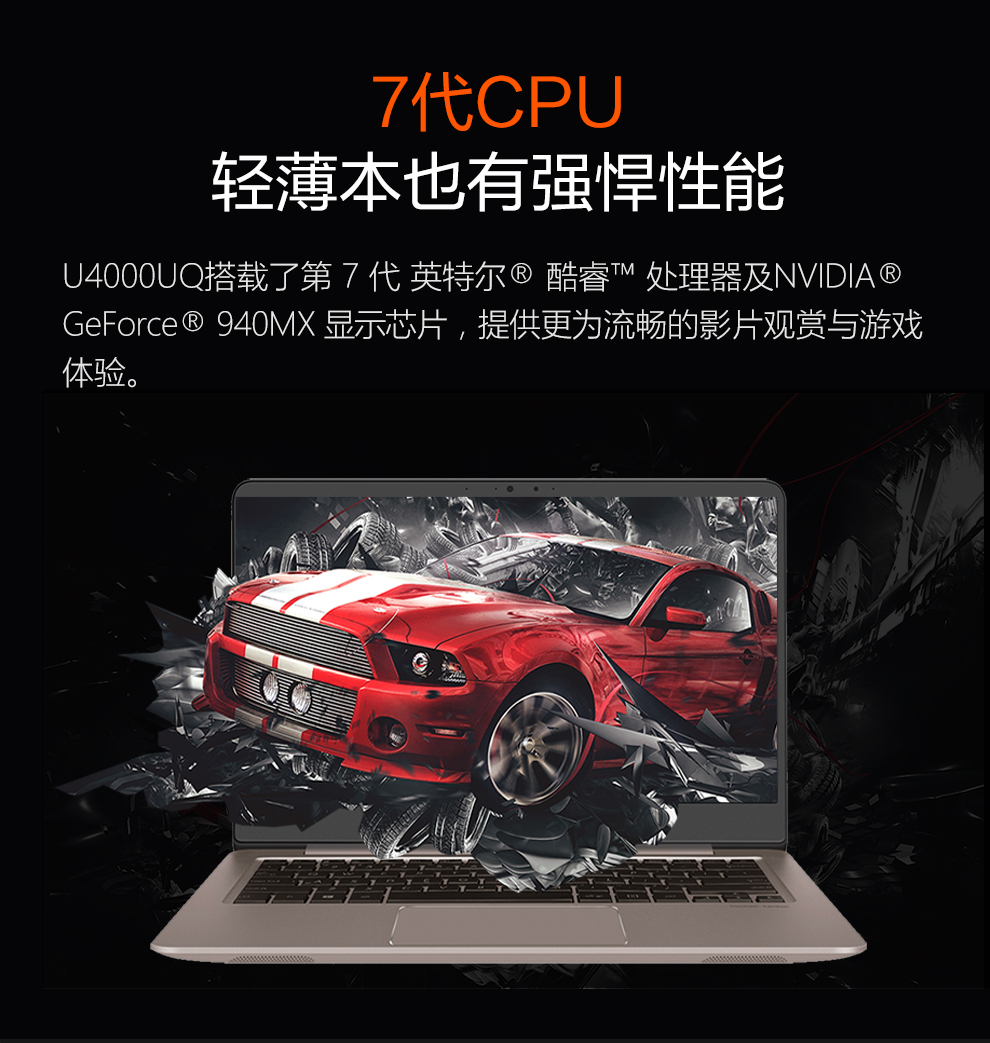 7代CPU
轻薄本也有强悍性能
U4000UQ搭载了第 7 代 英特尔® 酷睿™ 处理器及NVIDIA®
GeForce® 940MX 显示芯片，提供更为流畅的影片观赏与游戏
体验。